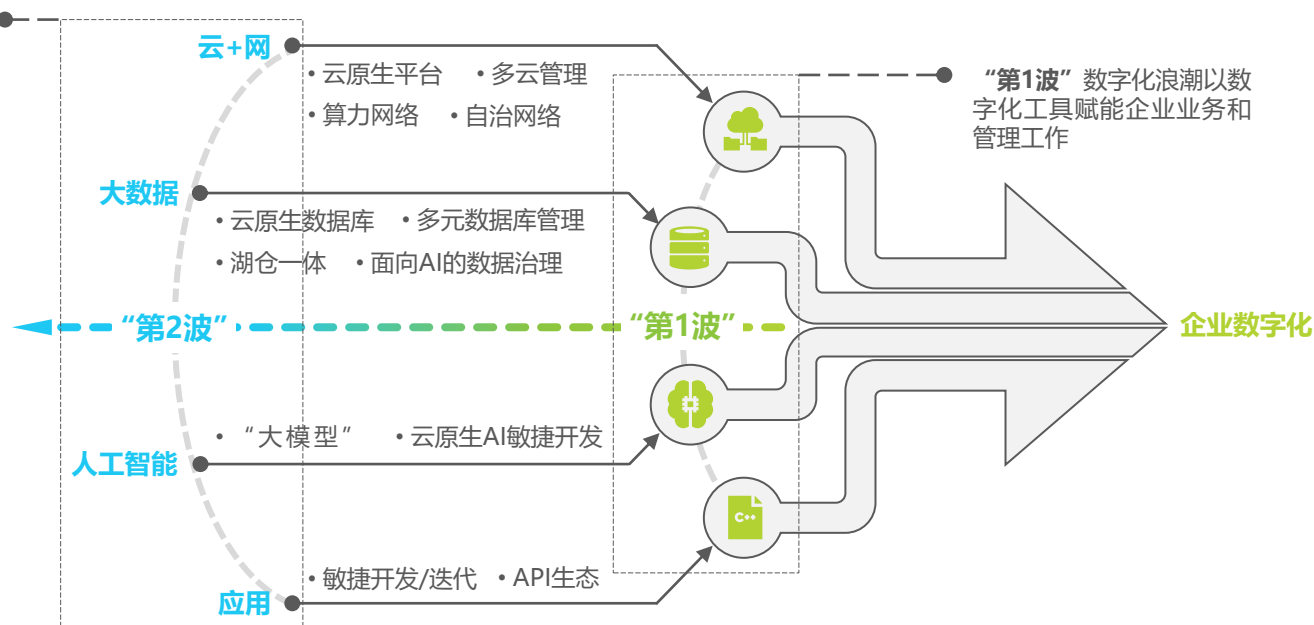 云+网
• 云原生平台 • 多云管理
• 算力网络 • 自治网络
“第1波”数字化浪潮以数
字化工具赋能企业业务和
管理工作
大数据
• 云原生数据库 • 多元数据库管理
• 湖仓一体 • 面向AI的数据治理
“第2波”
“第1波”
企业数字化
• “大模型” • 云原生AI敏捷开发
人工智能
C++
• 敏捷开发/迭代 • API生态
应用